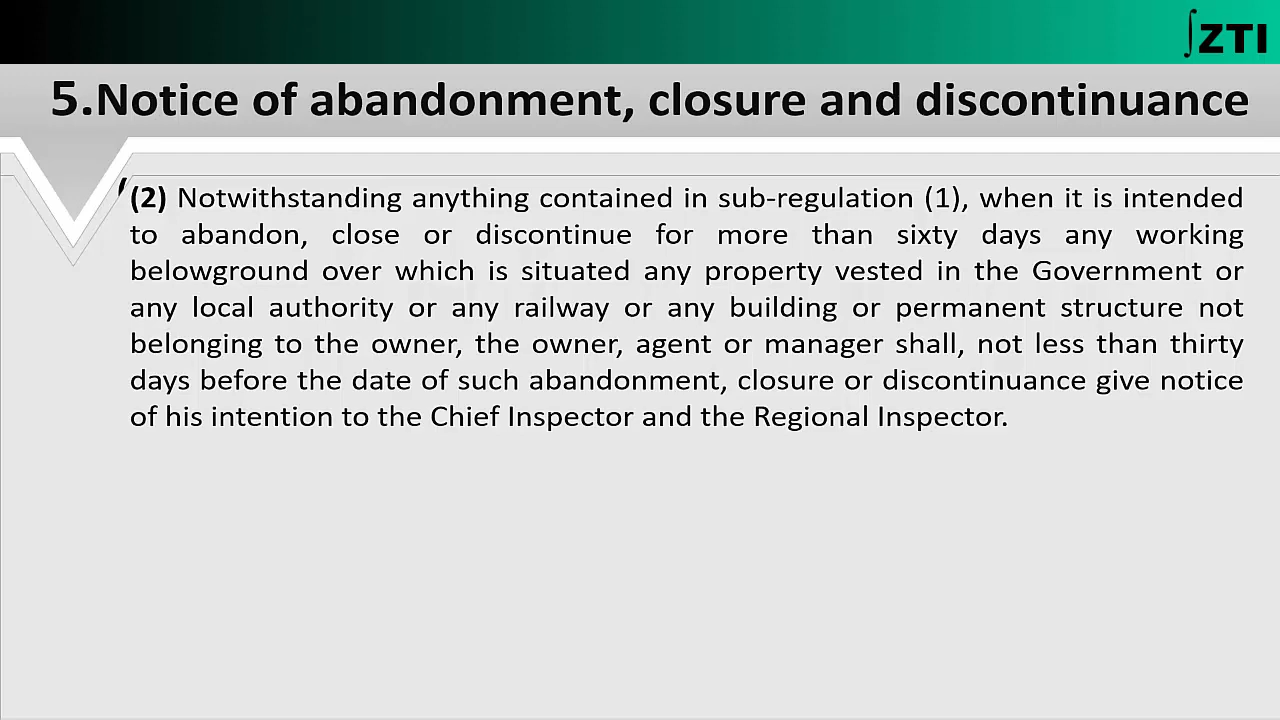 ∫ZTI
5.Notice of abandonment, closure and discontinuance
(2) Notwithstanding anything contained in sub-regulation (1), when it is intended
to abandon, close or discontinue for more than sixty days any working
belowground over which is situated any property vested in the Government or
any local authority or any railway or any building or permanent structure not
belonging to the owner, the owner, agent or manager shall, not less than thirty
days before the date of such abandonment, closure or discontinuance give notice
of his intention to the Chief Inspector and the Regional Inspector.